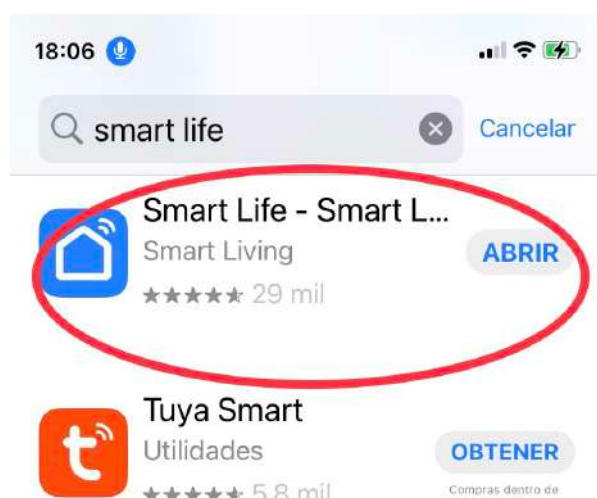 18:06
smart life
Cancelar
Smart Life - Smart L...
Smart Living
ABRIR
29 mil
Tuya Smart
Utilidades
OBTENER
5,8 mil
Compras dentro de